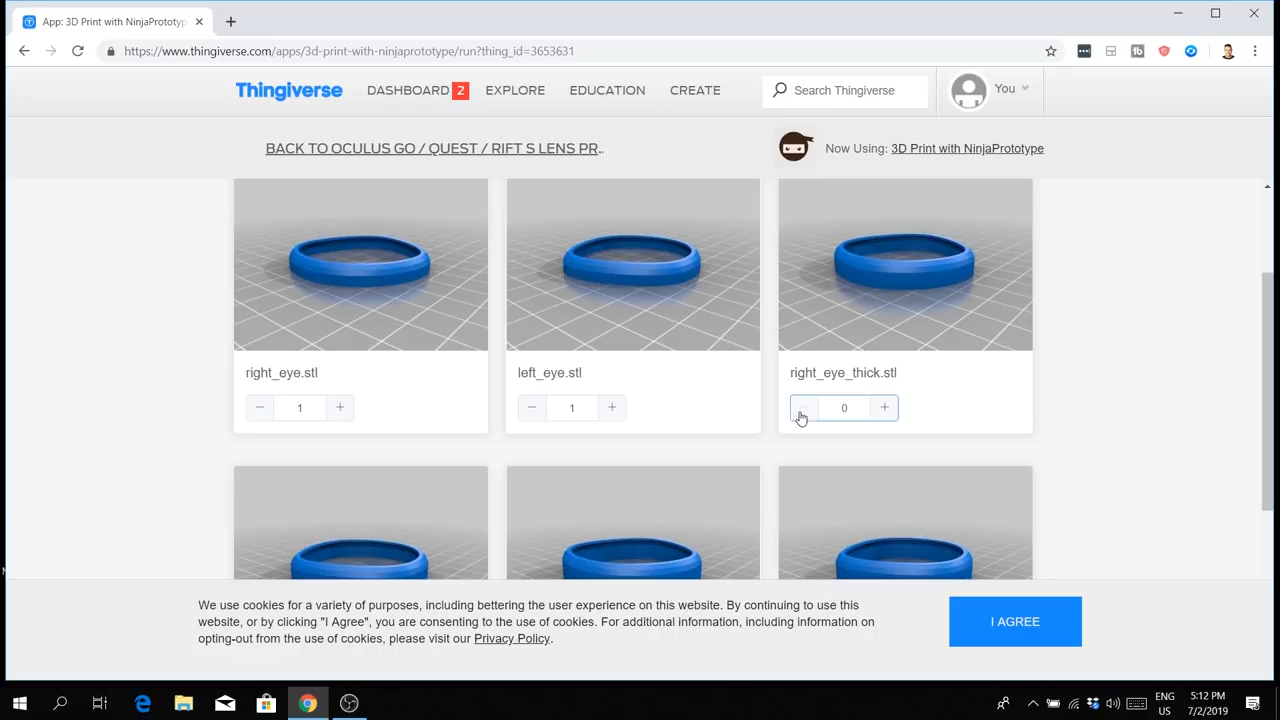 App: 3D Print with NinjaPrototyp
https://www.thingiverse.com/apps/3d-print-with-ninjaprototype/run?thing_id=3653631
Thingiverse
DASHBOARD 2
EXPLORE
EDUCATION
CREATE
Search Thingiverse
You
BACK TO OCULUS GO / QUEST / RIFT S LENS PR..
Now Using: 3D Print with NinjaPrototype
right_eye.stl
left_eye.stl
right_eye_thick.stl
− 1 +
− 1 +
− 0 +
We use cookies for a variety of purposes, including bettering the user experience on this website. By continuing to use this
website, or by clicking "I Agree", you are consenting to the use of cookies. For additional information, including information on
opting-out from the use of cookies, please visit our Privacy Policy.
I AGREE
ENG
US
5:12 PM
7/2/2019